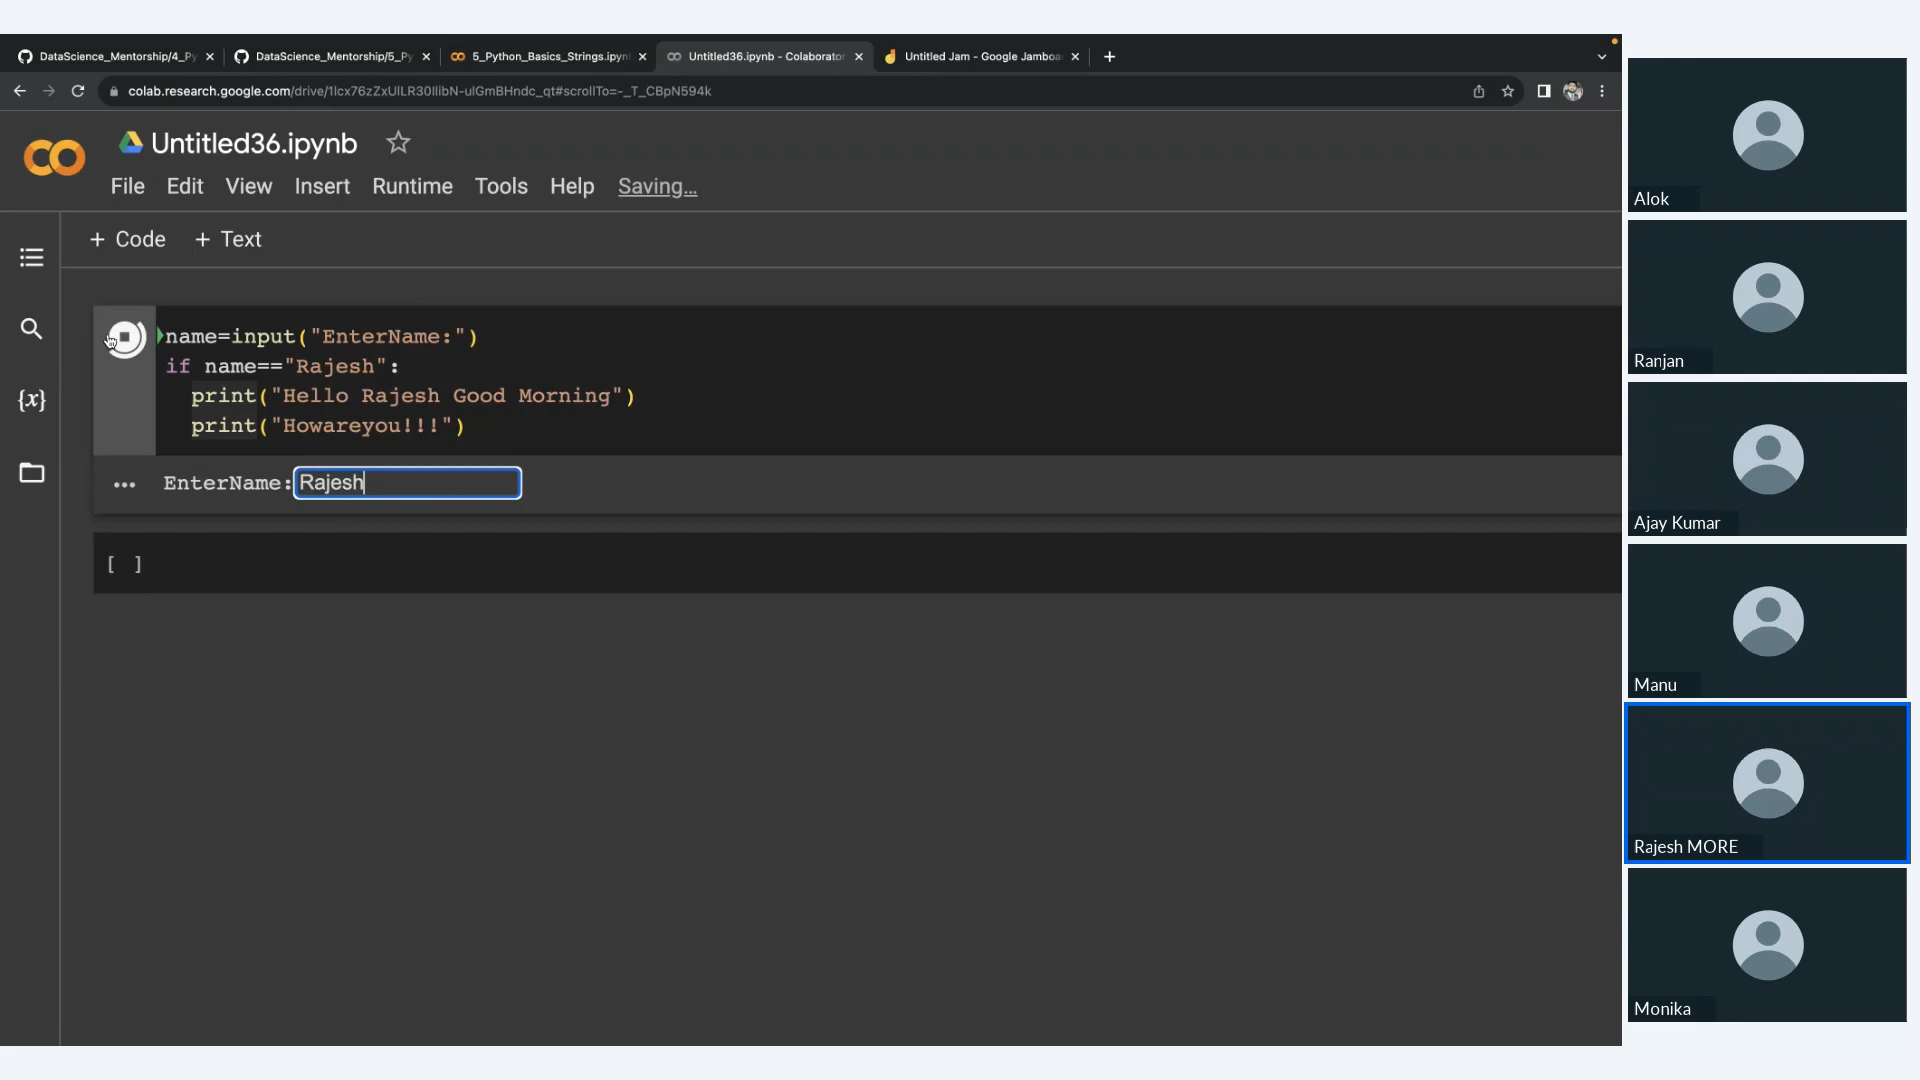 DataScience_Mentorship/4_Py
DataScience_Mentorship/5_Py
5_Python_Basics_Strings.ipyn
Untitled36.ipynb - Colaborator
Untitled Jam - Google Jamboa
colab.research.google.com/drive/1lcx76zZxUlLR30llibN-ulGmBHndc_qt#scrollTo=-_T_CBpN594k
Untitled36.ipynb
File Edit View Insert Runtime Tools Help Saving...
+ Code + Text
name=input("EnterName:")
if name=="Rajesh":
print("Hello Rajesh Good Morning")
print("Howareyou!!!")
EnterName: Rajesh
[ ]
{x}
Alok
Ranjan
Ajay Kumar
Manu
Rajesh MORE
Monika